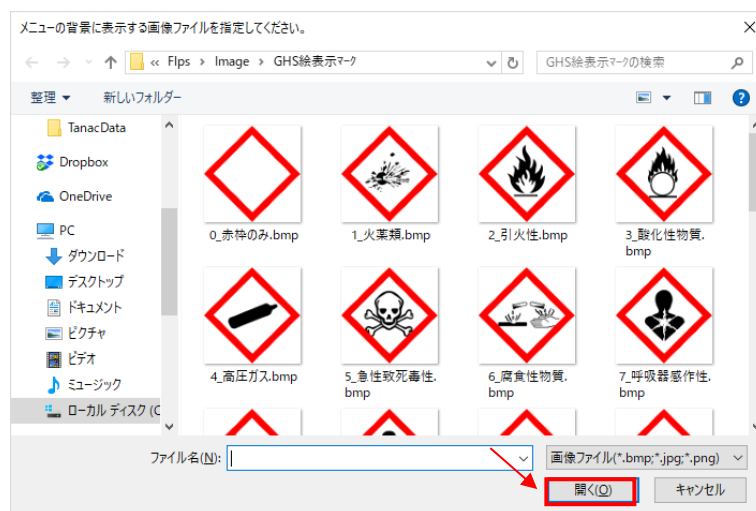 メニューの背景に表示する画像ファイルを指定してください。
« Flps › Image › GHS絵表示マーク
GHS絵表示マークの検索
整理 新しいフォルダー
TanacData
Dropbox
OneDrive
PC
ダウンロード
デスクトップ
ドキュメント
ピクチャ
ビデオ
ミュージック
ローカル ディスク (C
0_赤枠のみ.bmp
1_火薬類.bmp
2_引火性.bmp
3_酸化性物質.
bmp
4_高圧ガス.bmp
5_急性致死毒性.
bmp
6_腐食性物質.
bmp
7_呼吸器感作性.
bmp
ファイル名(N):
画像ファイル(*.bmp;*.jpg;*.png)
開く(O)
キャンセル